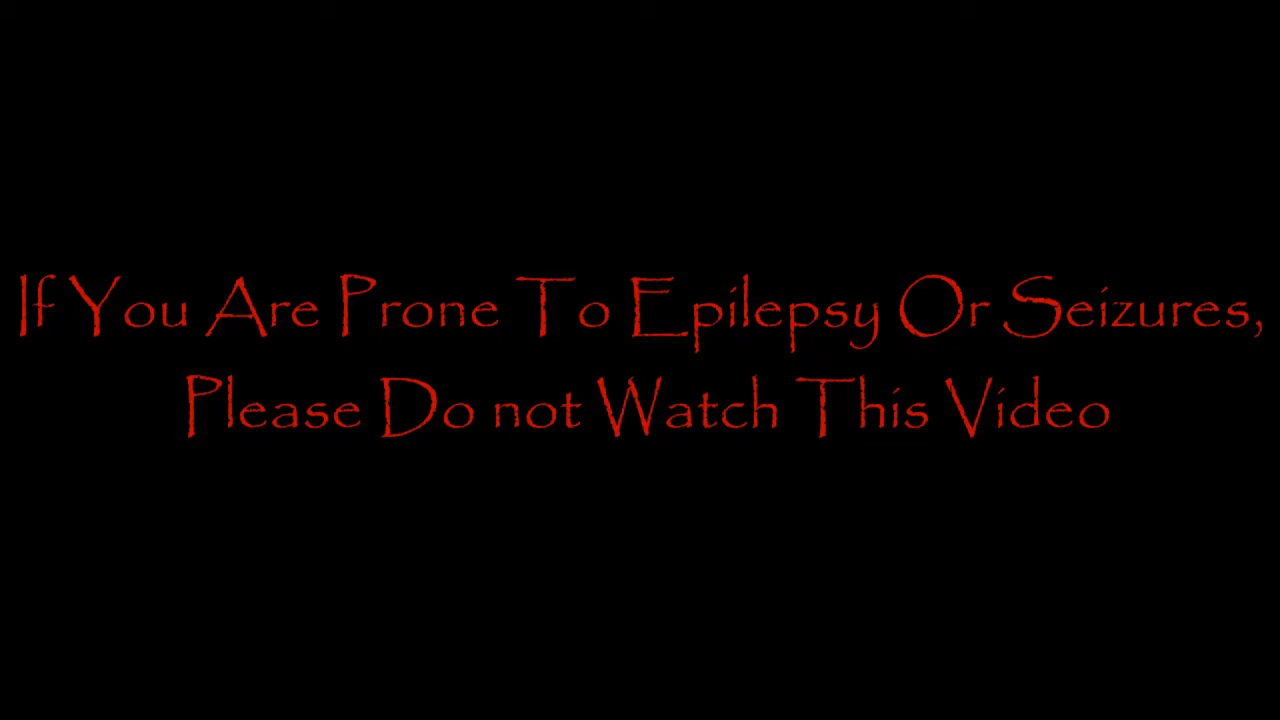 If You Are Prone To Epilepsy Or Seizures,
Please Do not Watch This Video